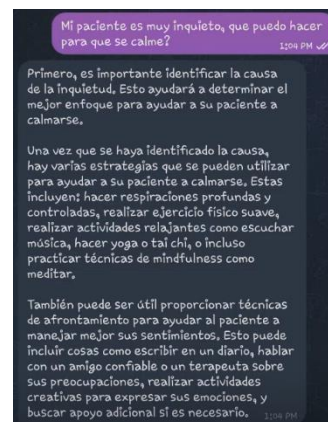 Mi paciente es muy inquieto, que puedo hacer
para que se calme?
1:04 PM
Primero, es importante identificar la causa
de la inquietud. Esto ayudará a determinar el
mejor enfoque para ayudar a su paciente a
calmarse.
Una vez que se haya identificado la causa,
hay varias estrategias que se pueden utilizar
para ayudar a su paciente a calmarse. Estas
incluyen: hacer respiraciones profundas y
controladas, realizar ejercicio físico suave,
realizar actividades relajantes como escuchar
música, hacer yoga o tai chi, o incluso
practicar técnicas de mindfulness como
meditar.
También puede ser útil proporcionar técnicas
de afrontamiento para ayudar al paciente a
manejar mejor sus sentimientos. Esto puede
incluir cosas como escribir en un diario, hablar
con un amigo confiable o un terapeuta sobre
sus preocupaciones, realizar actividades
creativas para expresar sus emociones, y
buscar apoyo adicional si es necesario. 1:04 PM